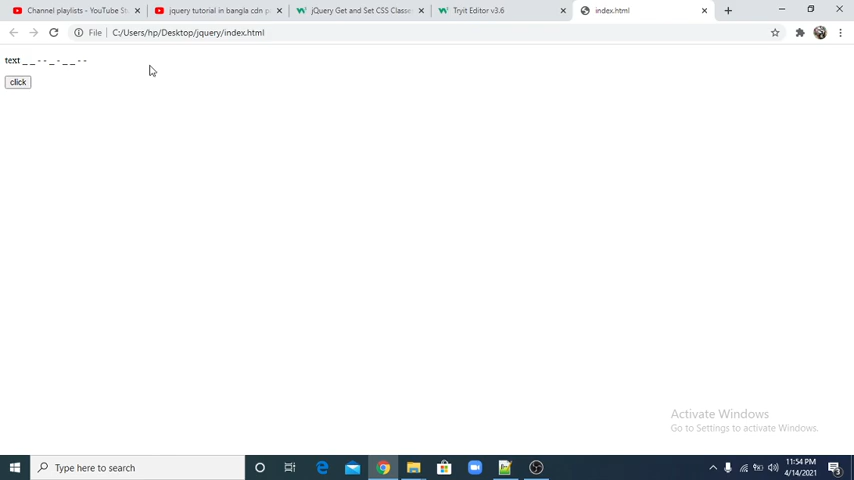 Channel playlists - YouTube St
jquery tutorial in bangla cdn p
jQuery Get and Set CSS Classe
Tryit Editor v3.6
index.html
File
C:/Users/hp/Desktop/jquery/index.html
text _ _ - - _ - _ _ - -
click
Activate Windows
Go to Settings to activate Windows.
Type here to search
11:54 PM
4/14/2021
3